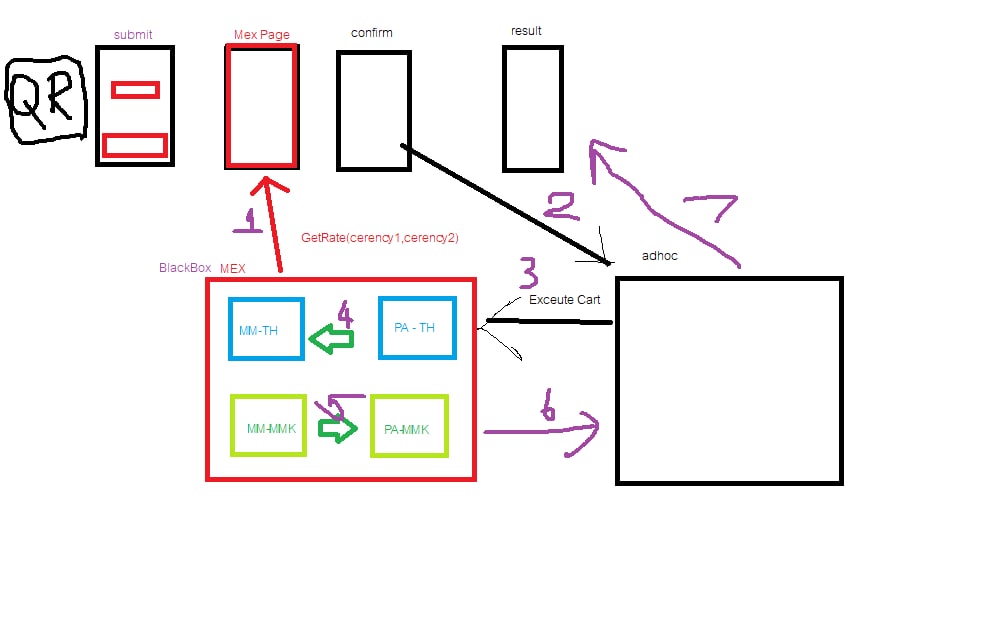 submit
Mex Page
confirm
result
QR
1
GetRate(cerency1,cerency2)
2
7
adhoc
BlackBox MEX
3
Exceute Cart
MM-TH
4
PA - TH
MM-MMK
5
PA-MMK
6